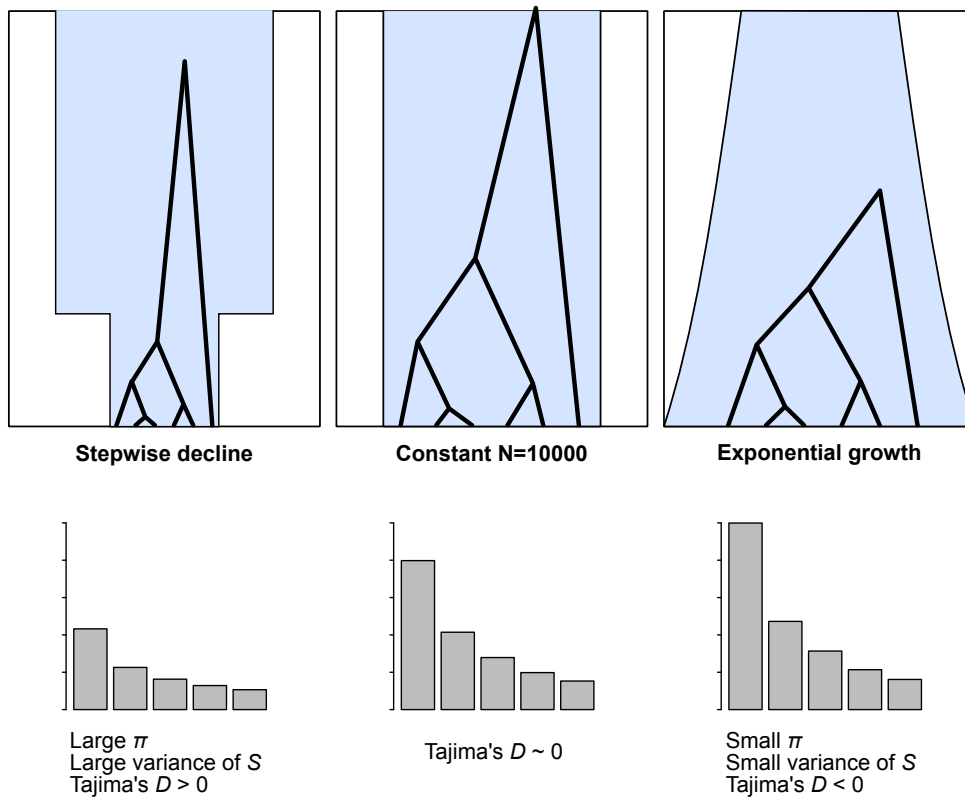 Stepwise decline
Constant N=10000
Exponential growth
Large π
Large variance of S
Tajima's D > 0
Tajima's D ~ 0
Small π
Small variance of S
Tajima's D < 0